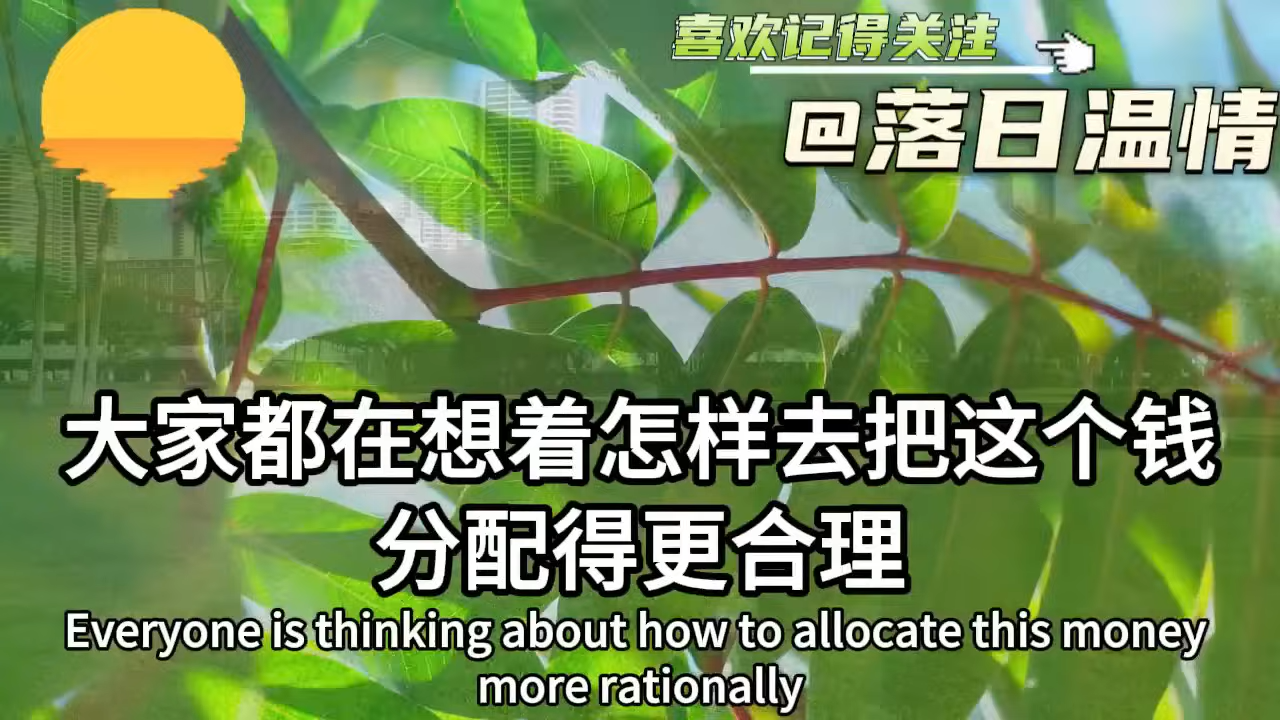 喜欢记得关注
@落日温情
大家都在想着怎样去把这个钱
分配得更合理
Everyone is thinking about how to allocate this money
more rationally